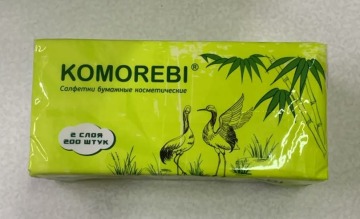 KOMOREBI®
Салфетки бумажные косметические
2 СЛОЯ
200 ШТУК